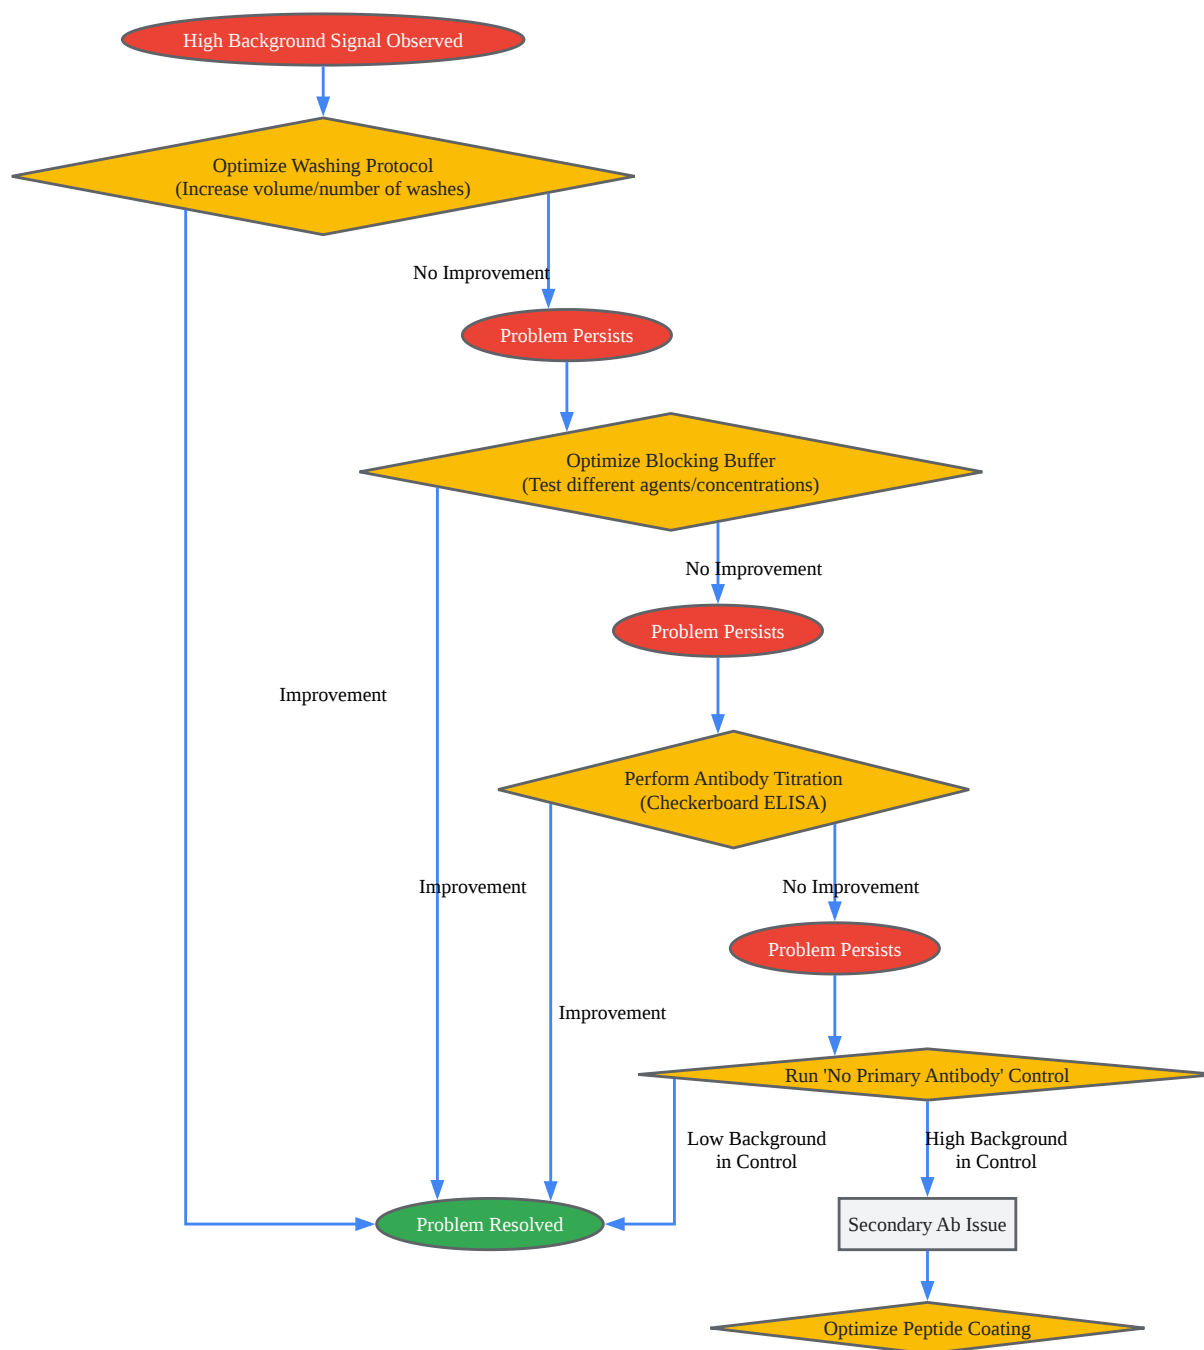 High Background Signal Observed
Optimize Washing Protocol
(Increase volume/number of washes)
No Improvement
Problem Persists
Optimize Blocking Buffer
(Test different agents/concentrations)
No Improvement
Problem Persists
Improvement
Perform Antibody Titration
(Checkerboard ELISA)
Improvement
No Improvement
Problem Persists
Improvement
Run 'No Primary Antibody' Control
Low Background
in Control
High Background
in Control
Problem Resolved
Secondary Ab Issue
Optimize Peptide Coating